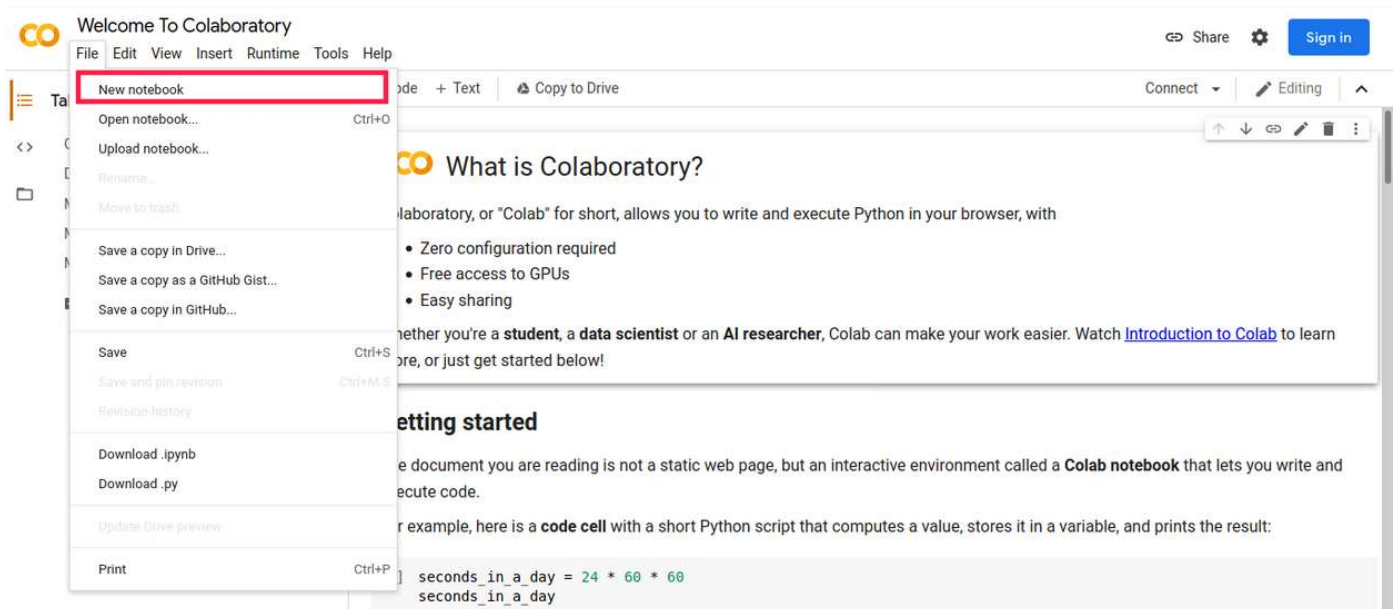 Welcome To Colaboratory
File Edit View Insert Runtime Tools Help
Share
Sign in
New notebook
Open notebook... Ctrl+O
Upload notebook...
Rename...
Move to trash
Save a copy in Drive...
Save a copy as a GitHub Gist...
Save a copy in GitHub...
Save Ctrl+S
Save and pin revision Ctrl+M S
Revision history
Download .ipynb
Download .py
Update Drive preview
Print Ctrl+P
Ta
ode + Text Copy to Drive
Connect Editing
What is Colaboratory?
laboratory, or "Colab" for short, allows you to write and execute Python in your browser, with
• Zero configuration required
• Free access to GPUs
• Easy sharing
hether you're a student, a data scientist or an AI researcher, Colab can make your work easier. Watch Introduction to Colab to learn
ore, or just get started below!
etting started
e document you are reading is not a static web page, but an interactive environment called a Colab notebook that lets you write and
ecute code.
r example, here is a code cell with a short Python script that computes a value, stores it in a variable, and prints the result:
] seconds_in_a_day = 24 * 60 * 60
seconds_in_a_day